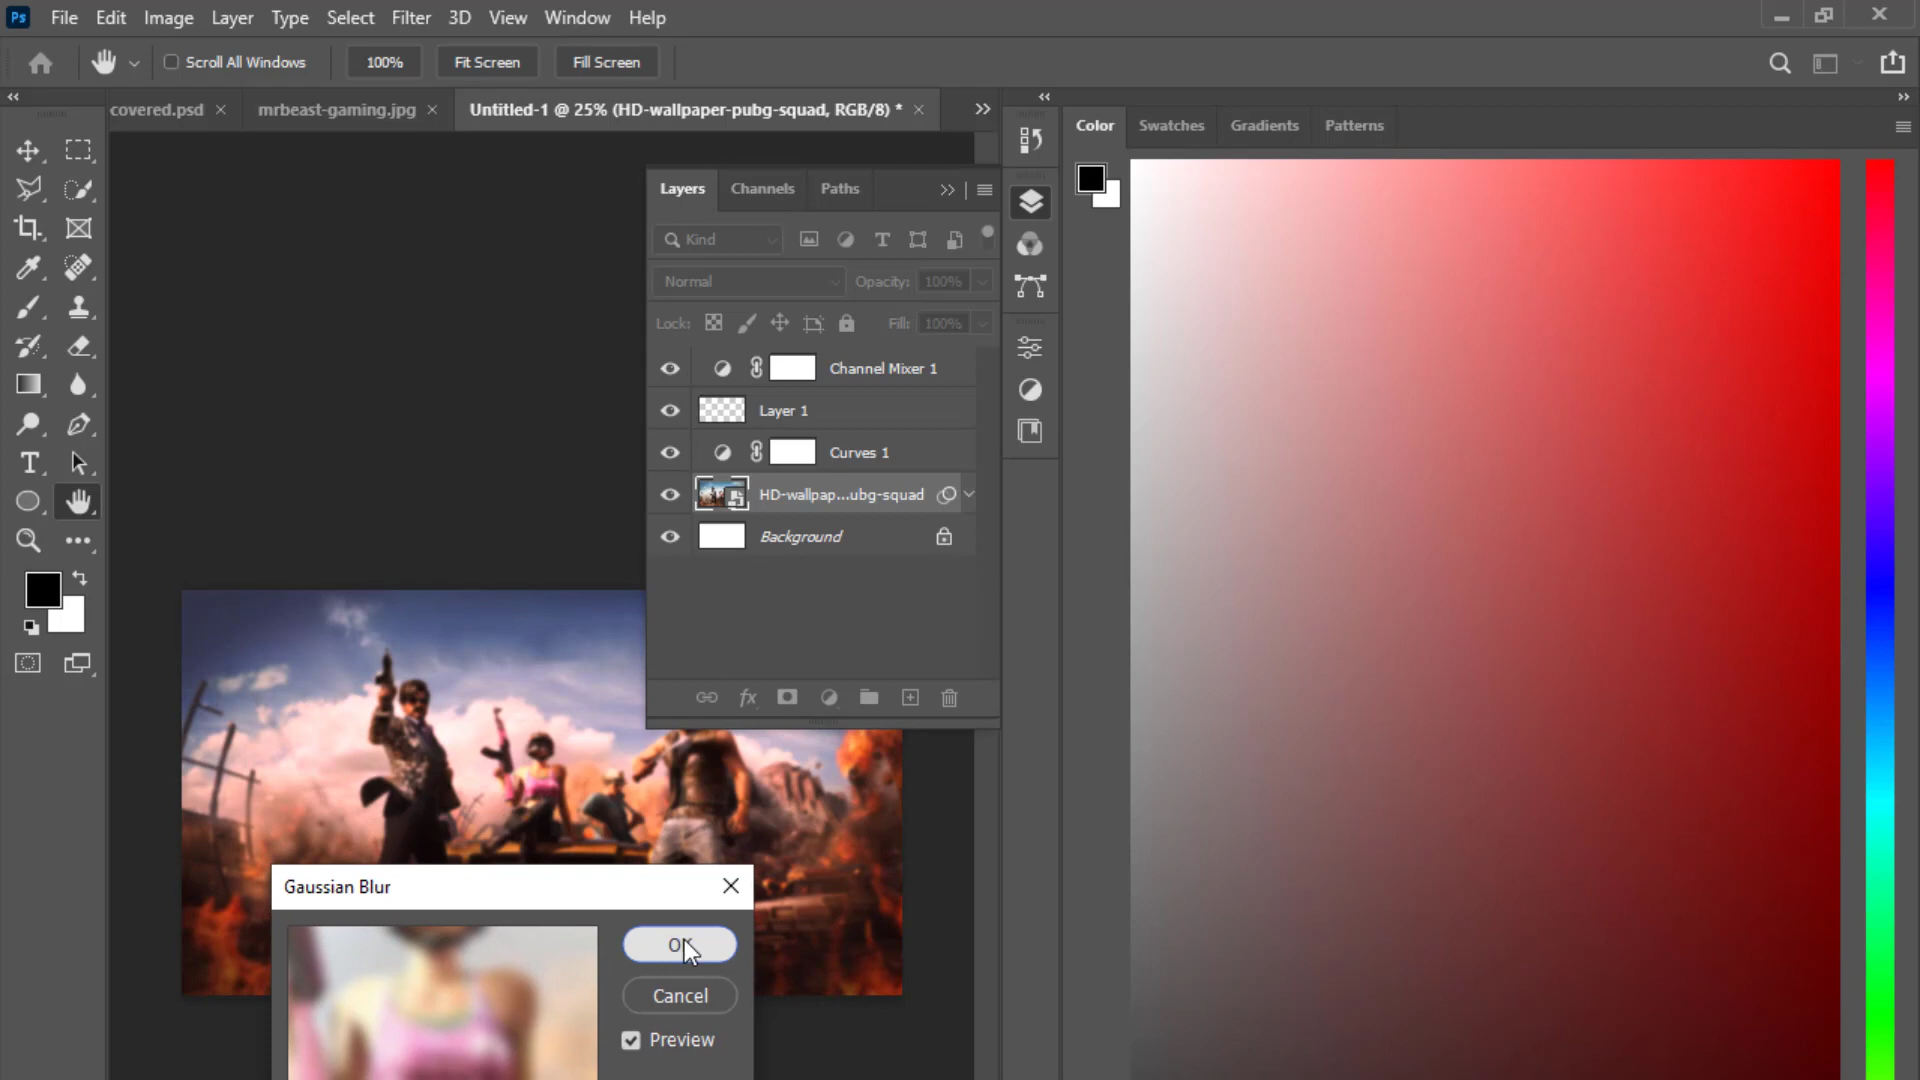 Ps File Edit Image Layer Type Select Filter 3D View Window Help
Scroll All Windows 100% Fit Screen Fill Screen
covered.psd × mrbeast-gaming.jpg × Untitled-1 @ 25% (HD-wallpaper-pubg-squad, RGB/8) * ×
Color Swatches Gradients Patterns
Layers Channels Paths
Kind
Normal Opacity: 100%
Lock: Fill: 100%
Channel Mixer 1
Layer 1
Curves 1
HD-wallpap...ubg-squad
Background
fx
Gaussian Blur
OK
Cancel
Preview